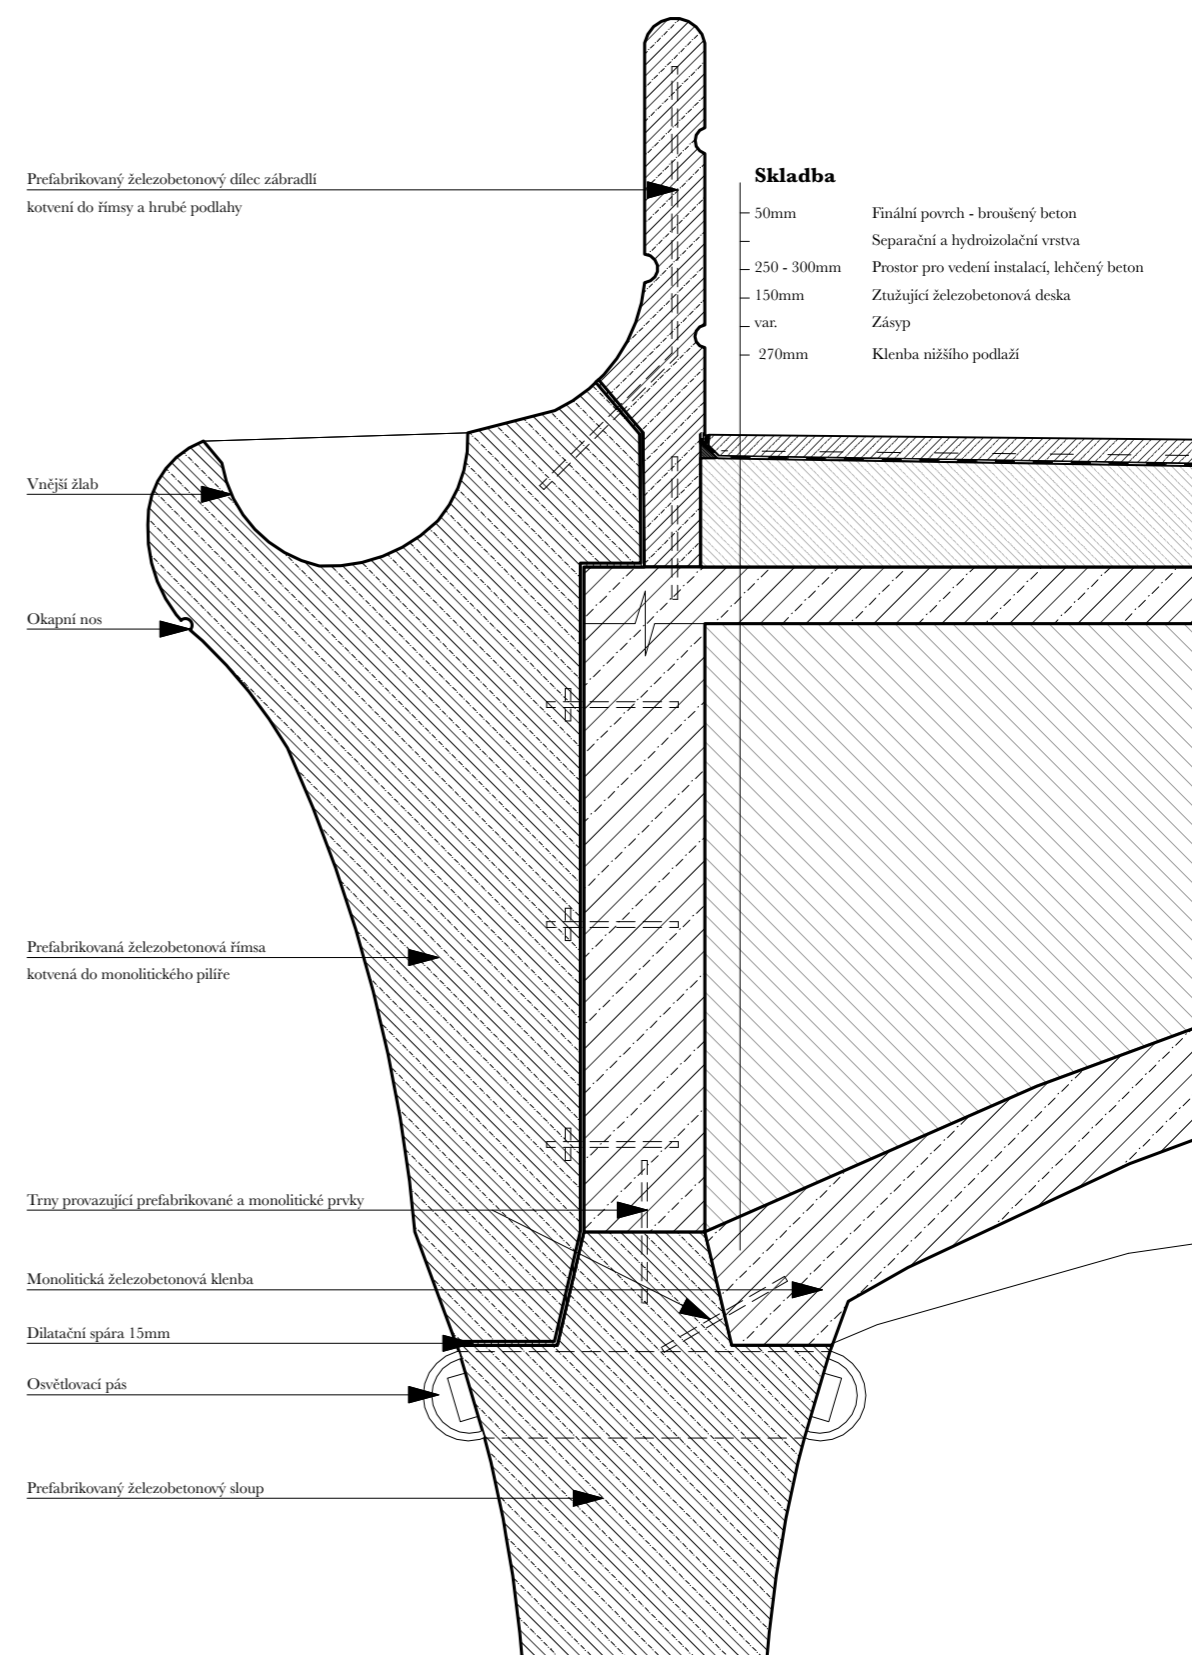 Prefabrikovaný železobetonový dílec zábradlí
kotvení do římsy a hrubé podlahy
Skladba
50mm Finální povrch - broušený beton
Separační a hydroizolační vrstva
250 - 300mm Prostor pro vedení instalací, lehčený beton
150mm Ztužující železobetonová deska
var. Zásyp
270mm Klenba nižšího podlaží
Vnější žlab
Okapní nos
Prefabrikovaná železobetonová římsa
kotvená do monolitického pilíře
Trny provazující prefabrikované a monolitické prvky
Monolitická železobetonová klenba
Dilatační spára 15mm
Osvětlovací pás
Prefabrikovaný železobetonový sloup